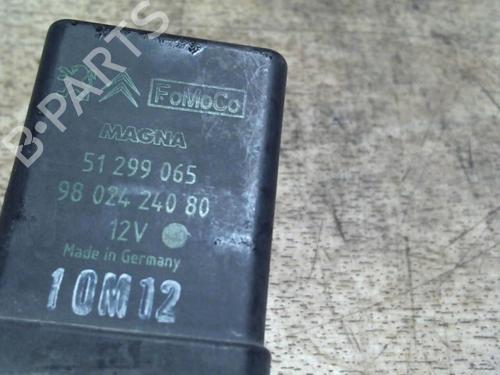 FoMoCo
MAGNA
51 299 065
98 024 240 80
12V
Made in Germany
10M12
B-PARTS